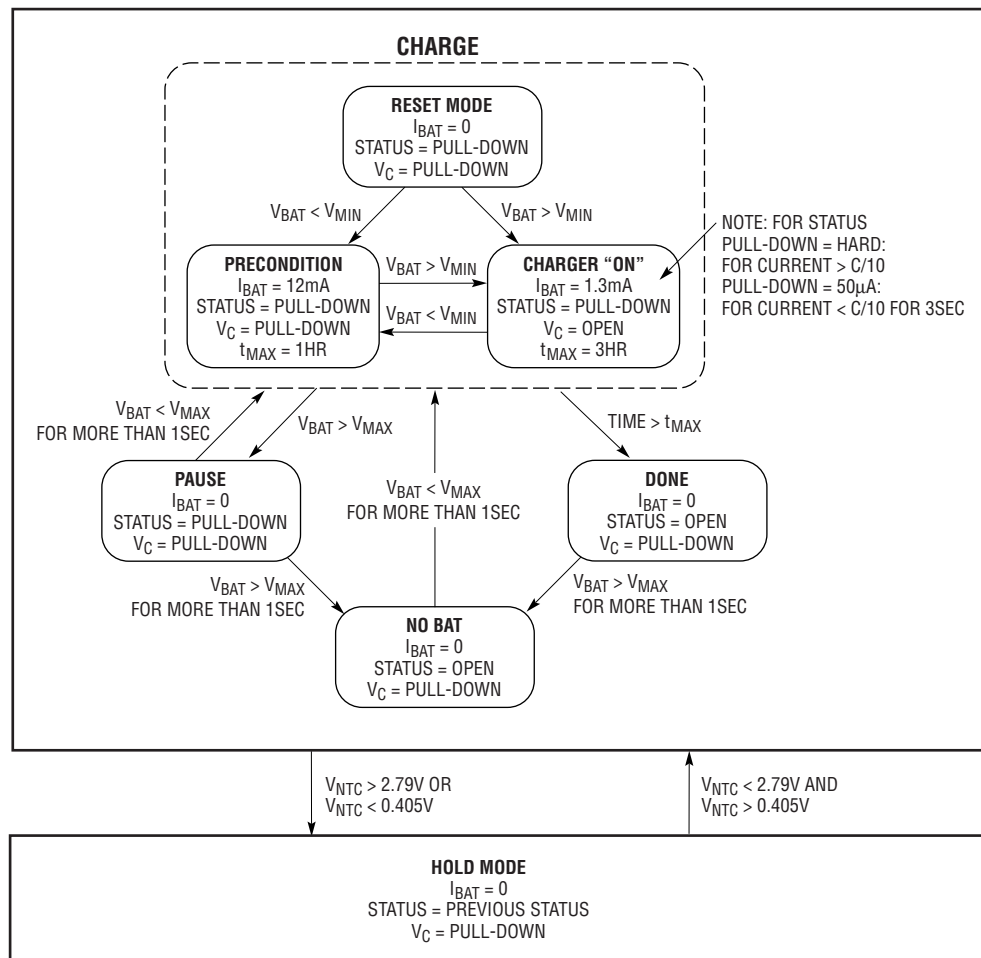 CHARGE
RESET MODE
I_BAT = 0
STATUS = PULL-DOWN
V_C = PULL-DOWN
V_BAT < V_MIN
V_BAT > V_MIN
PRECONDITION
I_BAT = 12mA
STATUS = PULL-DOWN
V_C = PULL-DOWN
t_MAX = 1HR
V_BAT > V_MIN
V_BAT < V_MIN
CHARGER “ON”
I_BAT = 1.3mA
STATUS = PULL-DOWN
V_C = OPEN
t_MAX = 3HR
NOTE: FOR STATUS
PULL-DOWN = HARD:
FOR CURRENT > C/10
PULL-DOWN = 50µA:
FOR CURRENT < C/10 FOR 3SEC
V_BAT < V_MAX
FOR MORE THAN 1SEC
V_BAT > V_MAX
TIME > t_MAX
PAUSE
I_BAT = 0
STATUS = PULL-DOWN
V_C = PULL-DOWN
V_BAT < V_MAX
FOR MORE THAN 1SEC
DONE
I_BAT = 0
STATUS = OPEN
V_C = PULL-DOWN
V_BAT > V_MAX
FOR MORE THAN 1SEC
V_BAT > V_MAX
FOR MORE THAN 1SEC
NO BAT
I_BAT = 0
STATUS = OPEN
V_C = PULL-DOWN
V_NTC > 2.79V OR
V_NTC < 0.405V
V_NTC < 2.79V AND
V_NTC > 0.405V
HOLD MODE
I_BAT = 0
STATUS = PREVIOUS STATUS
V_C = PULL-DOWN